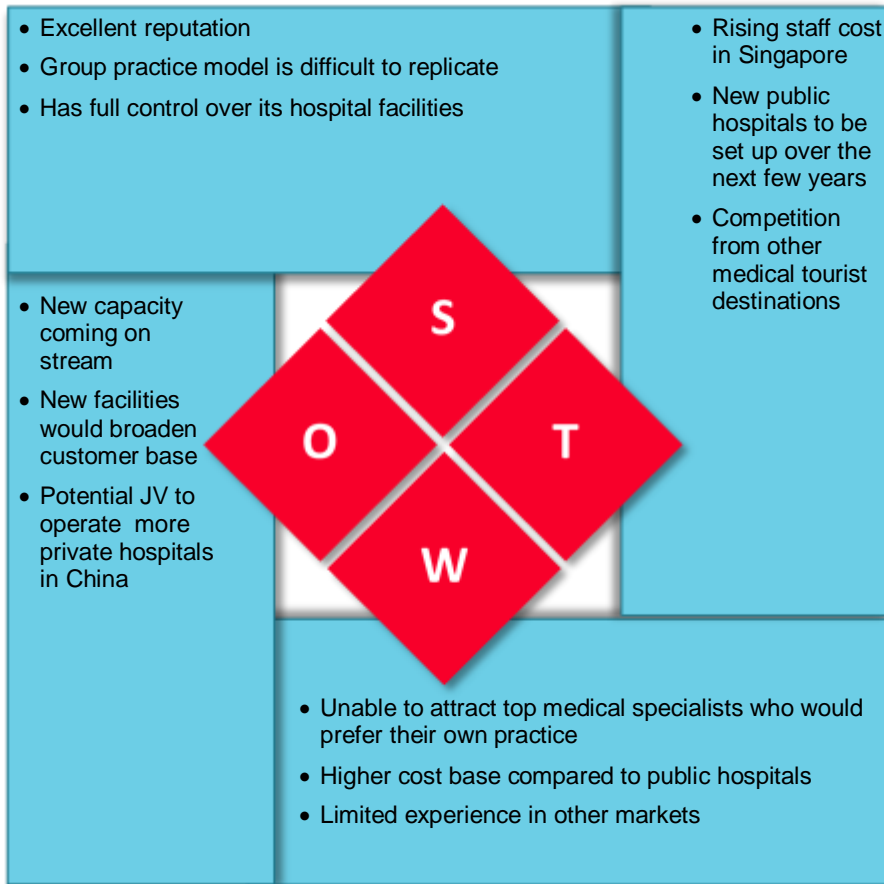 • Excellent reputation
• Group practice model is difficult to replicate
• Has full control over its hospital facilities
• Rising staff cost
in Singapore
• New public
hospitals to be
set up over the
next few years
• Competition
from other
medical tourist
destinations
• New capacity
coming on
stream
• New facilities
would broaden
customer base
• Potential JV to
operate more
private hospitals
in China
S
O
T
W
• Unable to attract top medical specialists who would
prefer their own practice
• Higher cost base compared to public hospitals
• Limited experience in other markets